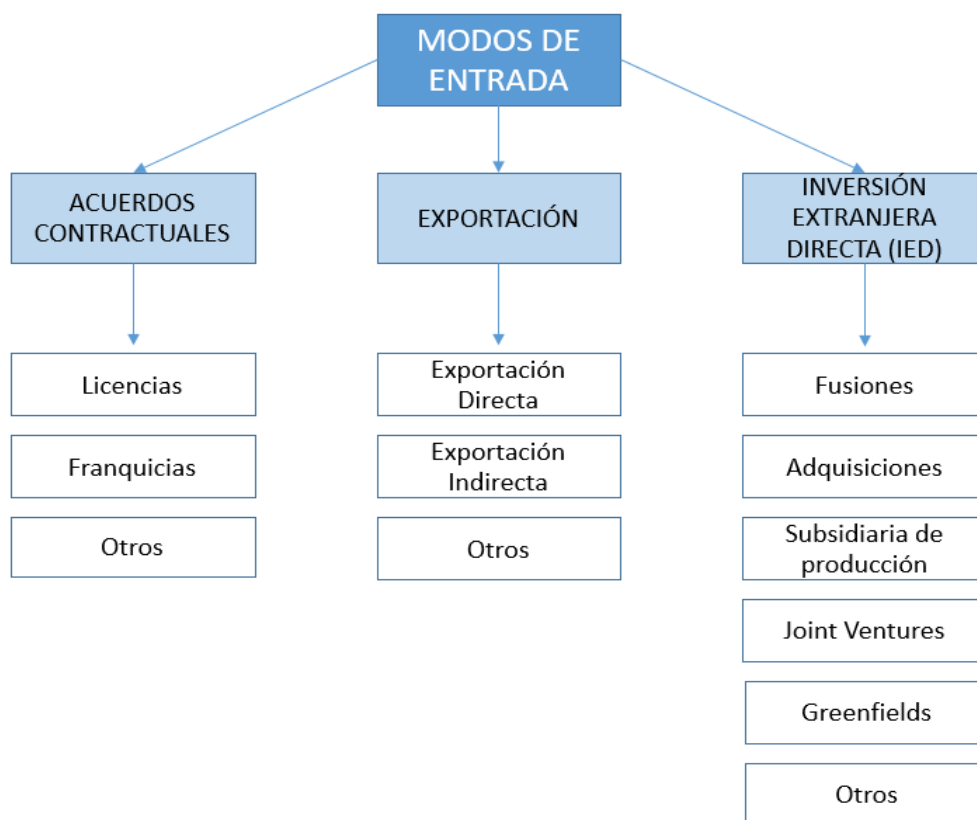 MODOS DE
ENTRADA
ACUERDOS
CONTRACTUALES
EXPORTACIÓN
INVERSIÓN
EXTRANJERA
DIRECTA (IED)
Licencias
Franquicias
Otros
Exportación
Directa
Exportación
Indirecta
Otros
Fusiones
Adquisiciones
Subsidiaria de
producción
Joint Ventures
Greenfields
Otros